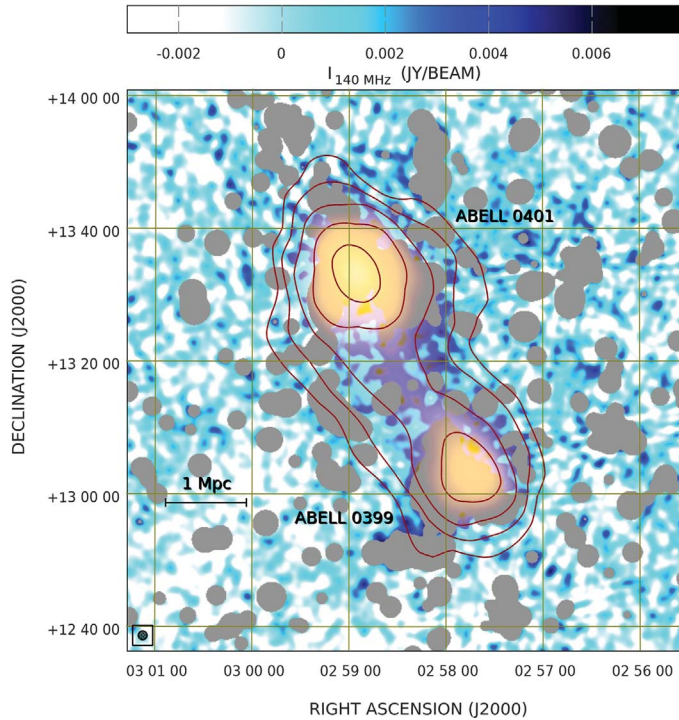 -0.002 0 0.002 0.004 0.006
I 140 MHz (JY/BEAM)
+14 00 00
+13 40 00
+13 20 00
+13 00 00
+12 40 00
DECLINATION (J2000)
ABELL 0401
1 Mpc
ABELL 0399
03 01 00 03 00 00 02 59 00 02 58 00 02 57 00 02 56 00
RIGHT ASCENSION (J2000)